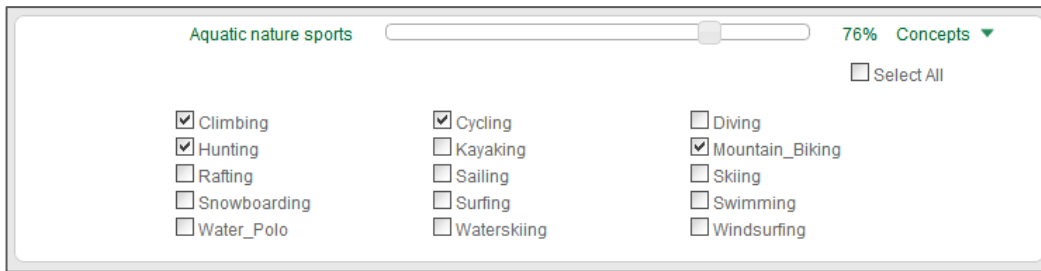 Aquatic nature sports 76% Concepts
Select All
Climbing Cycling Diving
Hunting Kayaking Mountain_Biking
Rafting Sailing Skiing
Snowboarding Surfing Swimming
Water_Polo Waterskiing Windsurfing